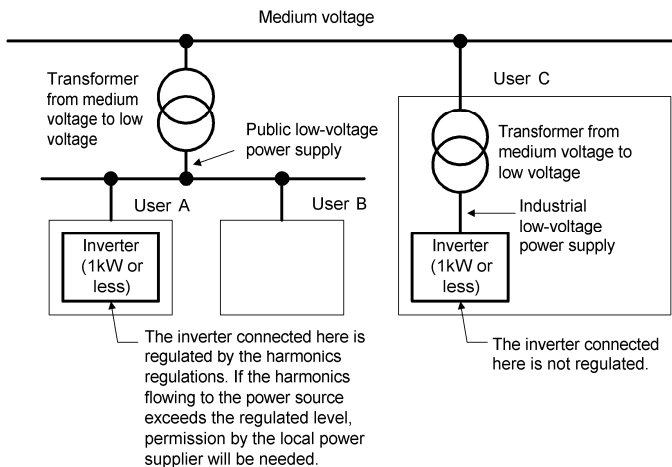 Medium voltage
Transformer
from medium
voltage to low
voltage
Public low-voltage
power supply
User C
Transformer from
medium voltage to
low voltage
User A
User B
Industrial
low-voltage
power supply
Inverter
(1kW or
less)
Inverter
(1kW or
less)
The inverter connected here is
regulated by the harmonics
regulations. If the harmonics
flowing to the power source
exceeds the regulated level,
permission by the local power
supplier will be needed.
The inverter connected
here is not regulated.